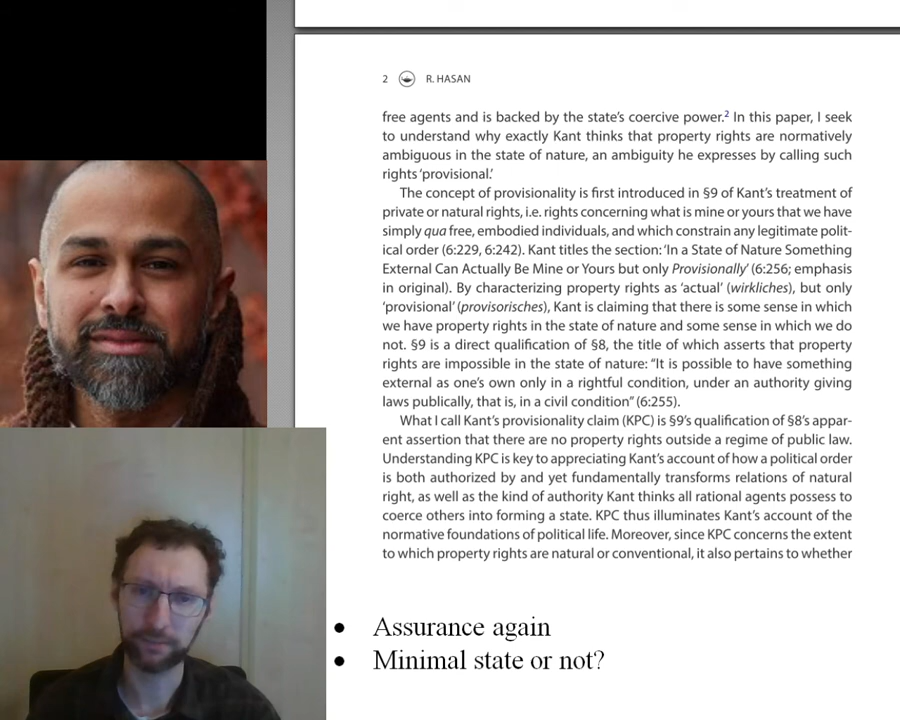 2 R. HASAN
free agents and is backed by the state's coercive power.2 In this paper, I seek
to understand why exactly Kant thinks that property rights are normatively
ambiguous in the state of nature, an ambiguity he expresses by calling such
rights 'provisional.'
The concept of provisionality is first introduced in §9 of Kant's treatment of
private or natural rights, i.e. rights concerning what is mine or yours that we have
simply qua free, embodied individuals, and which constrain any legitimate polit-
ical order (6:229, 6:242). Kant titles the section: 'In a State of Nature Something
External Can Actually Be Mine or Yours but only Provisionally' (6:256; emphasis
in original). By characterizing property rights as 'actual' (wirkliches), but only
'provisional' (provisorisches), Kant is claiming that there is some sense in which
we have property rights in the state of nature and some sense in which we do
not. §9 is a direct qualification of §8, the title of which asserts that property
rights are impossible in the state of nature: "It is possible to have something
external as one's own only in a rightful condition, under an authority giving
laws publically, that is, in a civil condition" (6:255).
What I call Kant's provisionality claim (KPC) is §9's qualification of §8's appar-
ent assertion that there are no property rights outside a regime of public law.
Understanding KPC is key to appreciating Kant's account of how a political order
is both authorized by and yet fundamentally transforms relations of natural
right, as well as the kind of authority Kant thinks all rational agents possess to
coerce others into forming a state. KPC thus illuminates Kant's account of the
normative foundations of political life. Moreover, since KPC concerns the extent
to which property rights are natural or conventional, it also pertains to whether
• Assurance again
• Minimal state or not?